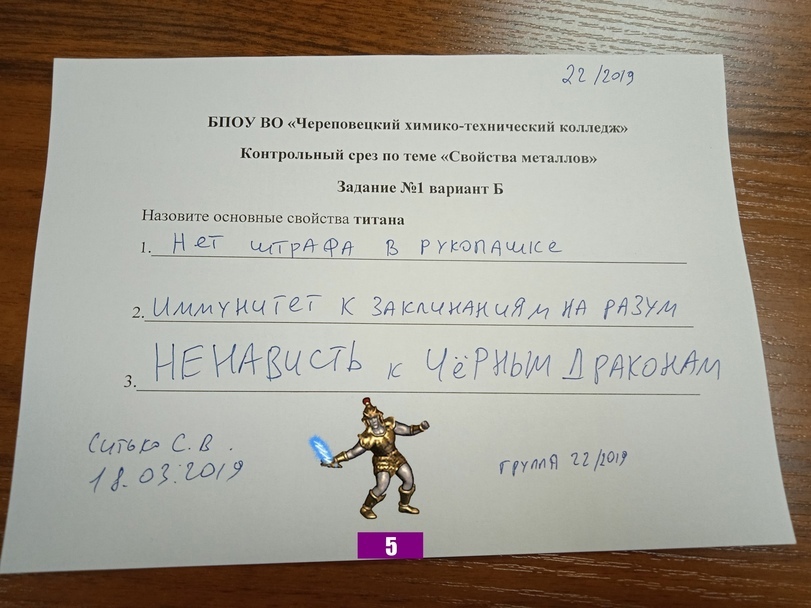 22/2019
БПОУ ВО «Череповецкий химико-технический колледж»
Контрольный срез по теме «Свойства металлов»
Задание №1 вариант Б
Назовите основные свойства титана
1. Нет штрафа в рукопашке
2. Иммунитет к заклинаниям на разум
3. НЕНАВИСТЬ к ЧёРНЫМ ДРАКОНАМ
Ситько С. В.
18.03.2019
группа 22/2019
5